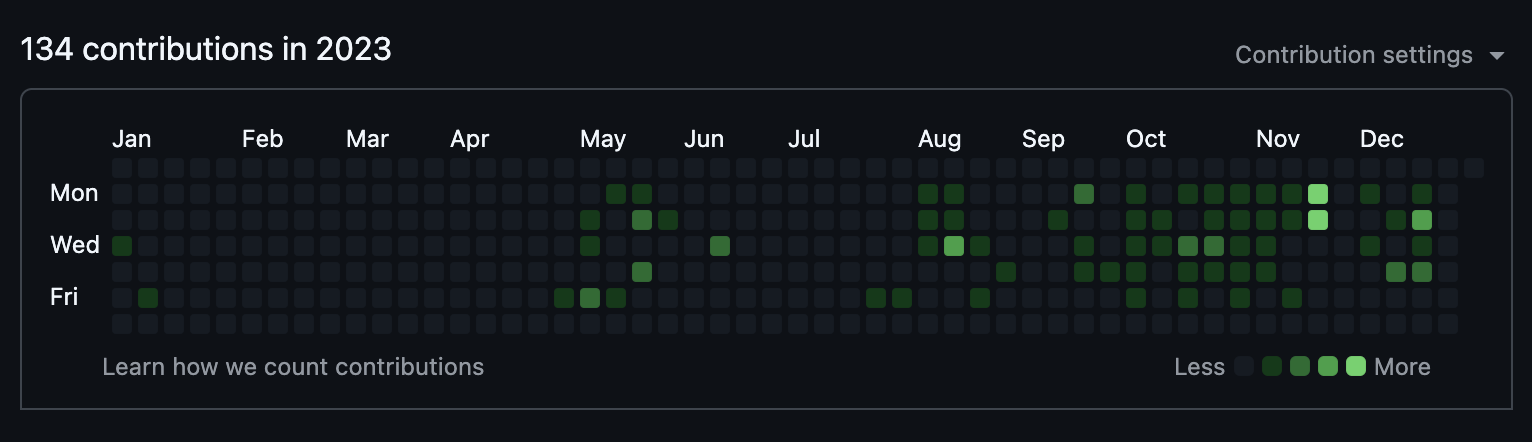 134 contributions in 2023
Contribution settings
Jan Feb Mar Apr May Jun Jul Aug Sep Oct Nov Dec
Mon
Wed
Fri
Learn how we count contributions
Less More